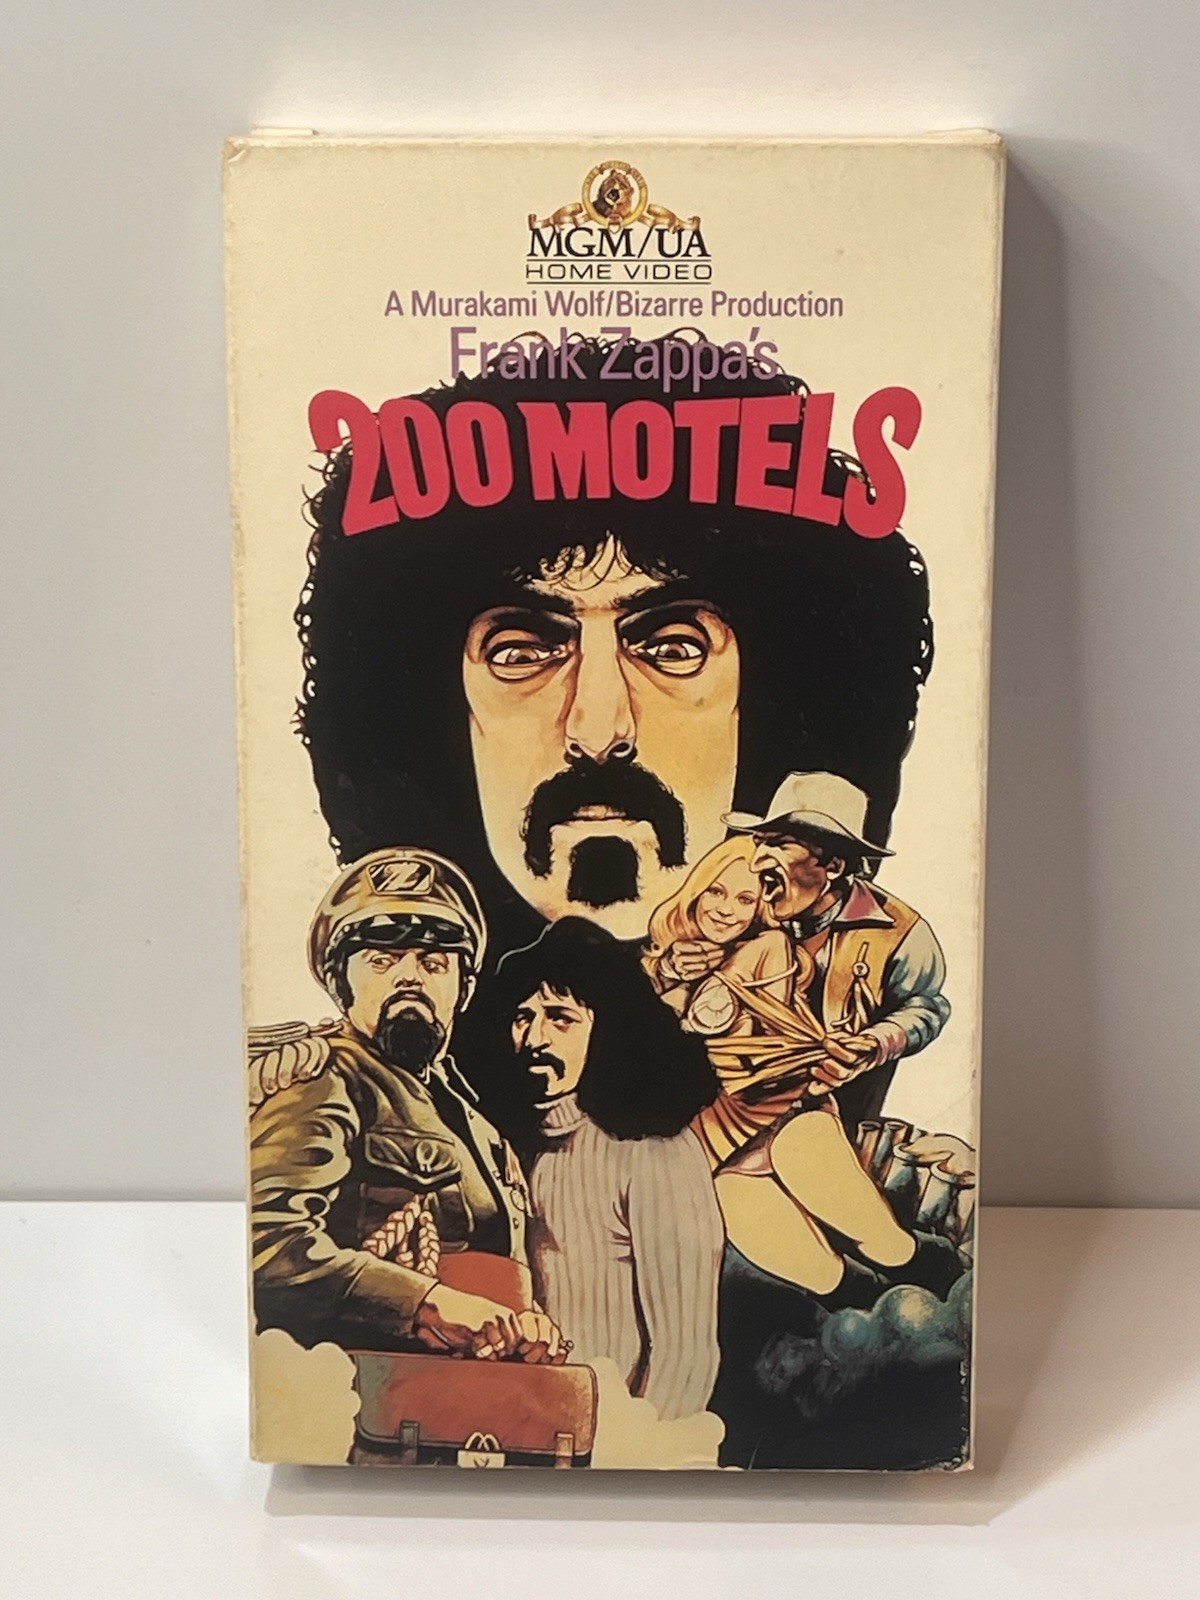 MGM/UA
HOME VIDEO
A Murakami Wolf/Bizarre Production
Frank Zappa's
200 MOTELS